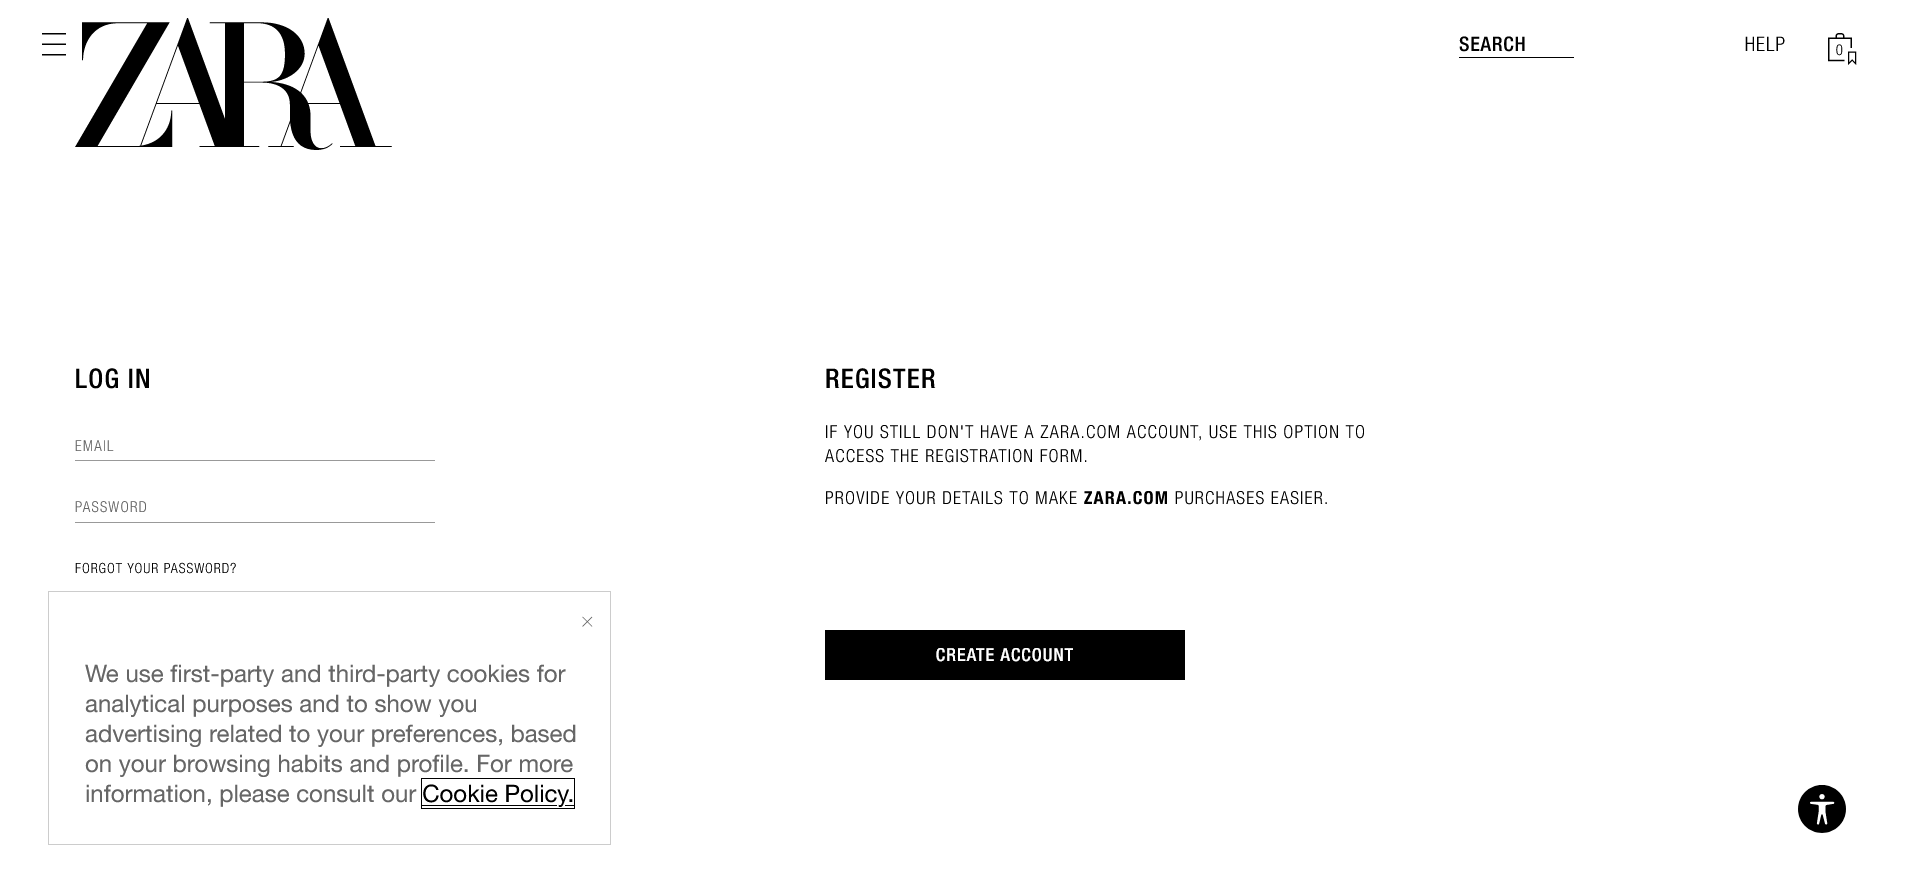 ZARA
SEARCH
HELP
0
LOG IN
EMAIL
PASSWORD
FORGOT YOUR PASSWORD?
REGISTER
IF YOU STILL DON'T HAVE A ZARA.COM ACCOUNT, USE THIS OPTION TO
ACCESS THE REGISTRATION FORM.
PROVIDE YOUR DETAILS TO MAKE ZARA.COM PURCHASES EASIER.
CREATE ACCOUNT
We use first-party and third-party cookies for
analytical purposes and to show you
advertising related to your preferences, based
on your browsing habits and profile. For more
information, please consult our Cookie Policy.